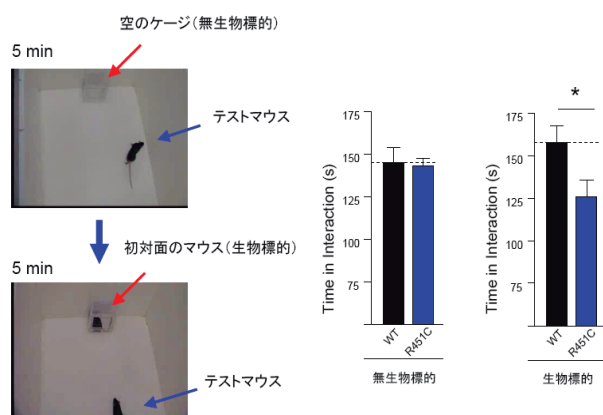 空のケージ(無生物標的)
5 min
テストマウス
初対面のマウス(生物標的)
5 min
テストマウス
Time in Interaction (s)
175
145
125
100
75
WT
R451C
無生物標的
*
Time in Interaction (s)
175
150
125
100
75
WT
R451C
生物標的